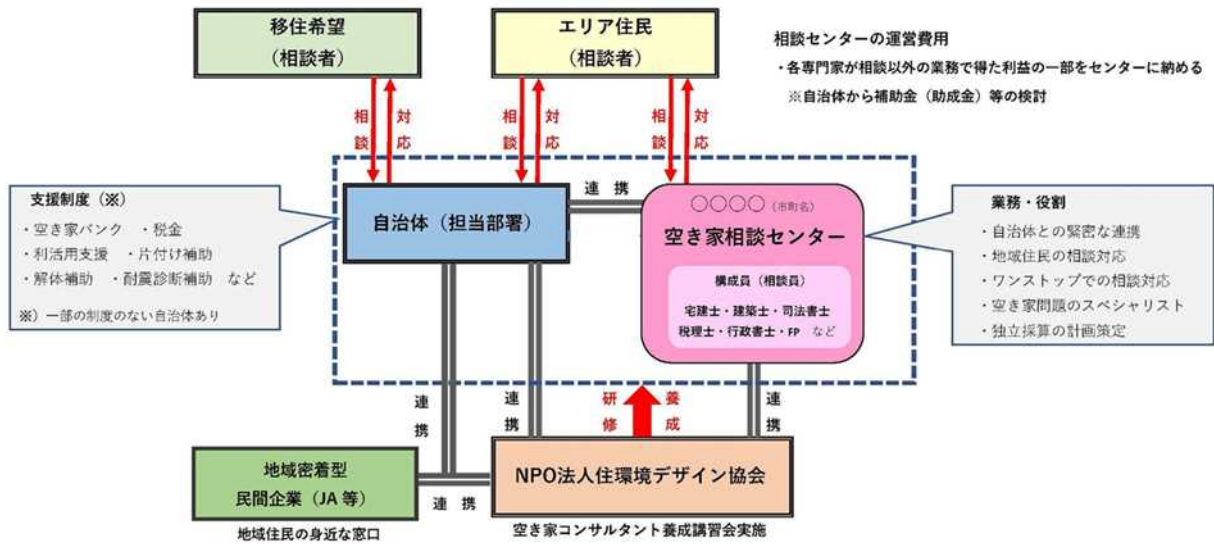 移住希望
（相談者）
エリア住民
（相談者）
相談センターの運営費用
・各専門家が相談以外の業務で得た利益の一部をセンターに納める
※自治体から補助金（助成金）等の検討
相談
対応
相談
対応
相談
対応
支援制度（※）
・空き家バンク　・税金
・利活用支援　・片付け補助
・解体補助　・耐震診断補助　など
※）一部の制度のない自治体あり
自治体（担当部署）
連携
〇〇〇〇（市町名）
空き家相談センター
構成員（相談員）
宅建士・建築士・司法書士
税理士・行政書士・FP　など
業務・役割
・自治体との緊密な連携
・地域住民の相談対応
・ワンストップでの相談対応
・空き家問題のスペシャリスト
・独立採算の計画策定
連携
連携
研修
養成
連携
地域密着型
民間企業（JA 等）
連携
NPO法人住環境デザイン協会
地域住民の身近な窓口
空き家コンサルタント養成講習会実施